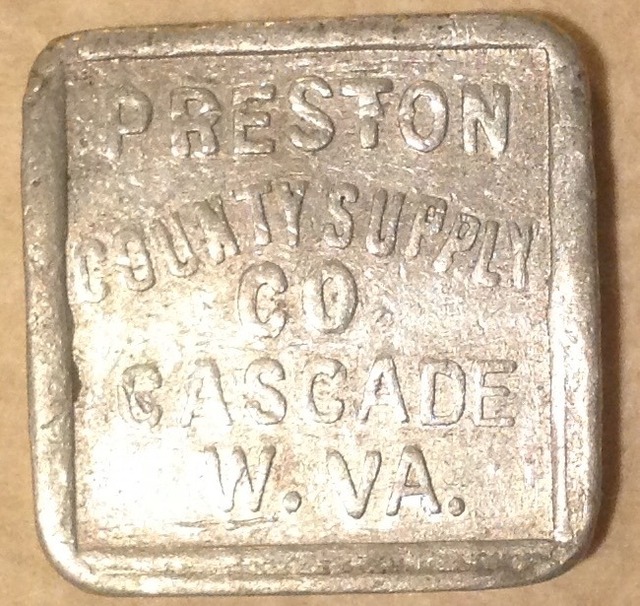 PRESTON
COUNTY SUPPLY
CO.
CASCADE
W. VA.